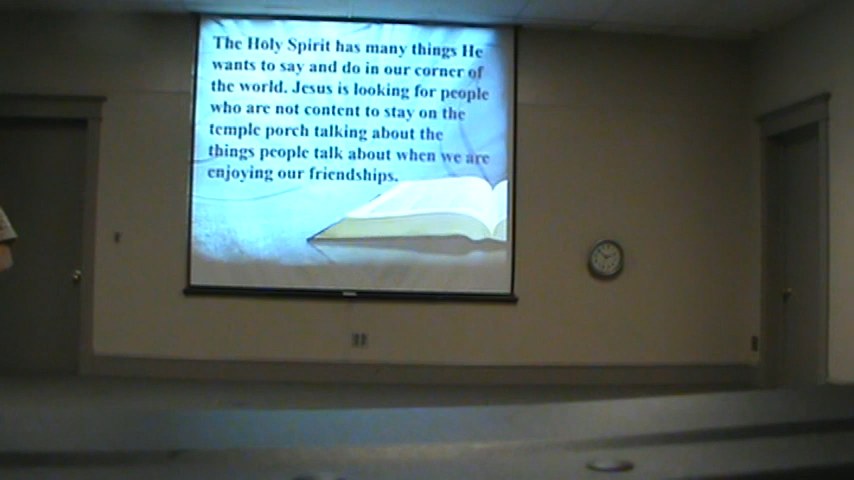 The Holy Spirit has many things He
wants to say and do in our corner of
the world. Jesus is looking for people
who are not content to stay on the
temple porch talking about the
things people talk about when we are
enjoying our friendships.